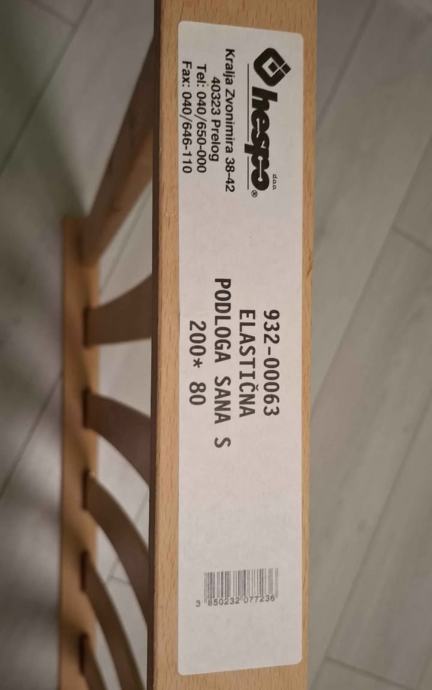 hespo®
d.o.o.
Kralja Zvonimira 38-42
40323 Prelog
Tel: 040/650-000
Fax: 040/646-110
932-00063
ELASTIČNA
PODLOGA SANA S
200* 80
3 850232 077236